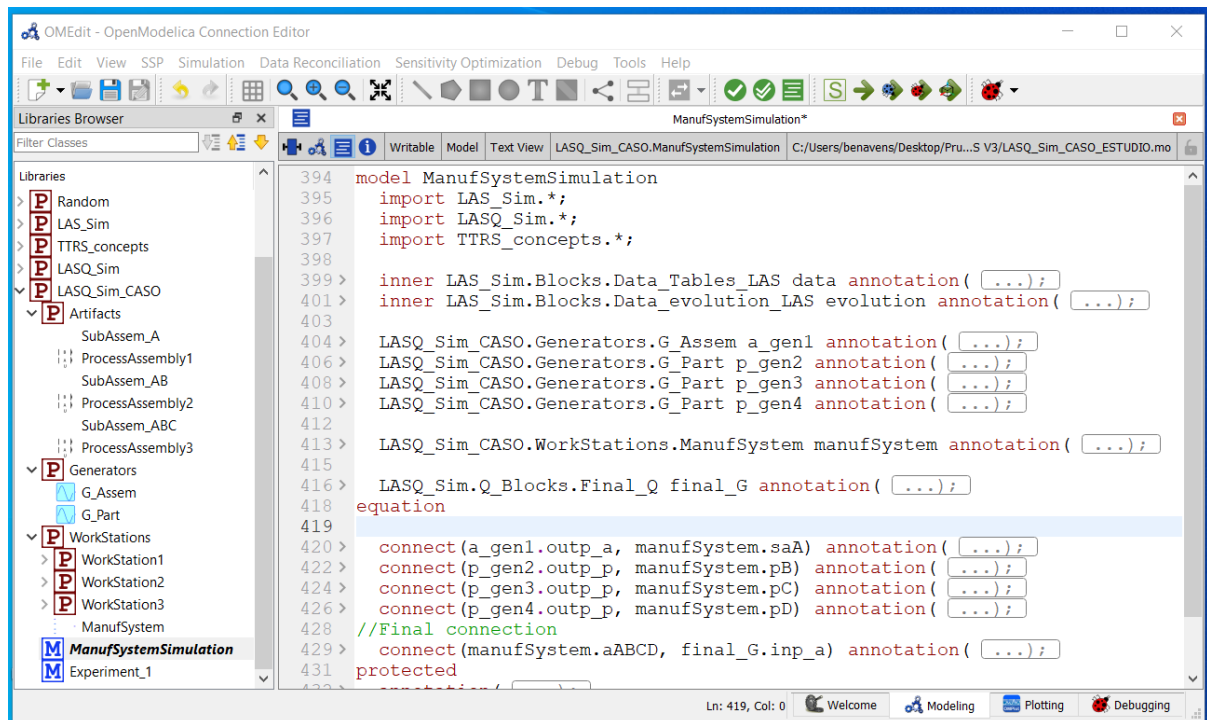 OMEdit - OpenModelica Connection Editor
File Edit View SSP Simulation Data Reconciliation Sensitivity Optimization Debug Tools Help
Libraries Browser
ManufSystemSimulation*
Filter Classes
Writable Model Text View LASQ_Sim_CASO.ManufSystemSimulation C:/Users/benavens/Desktop/Pru...S V3/LASQ_Sim_CASO_ESTUDIO.mo
Libraries
P Random
P LAS_Sim
P TTRS_concepts
P LASQ_Sim
P LASQ_Sim_CASO
P Artifacts
SubAssem_A
ProcessAssembly1
SubAssem_AB
ProcessAssembly2
SubAssem_ABC
ProcessAssembly3
P Generators
G_Assem
G_Part
P WorkStations
P WorkStation1
P WorkStation2
P WorkStation3
ManufSystem
M ManufSystemSimulation
M Experiment_1
394 model ManufSystemSimulation
395 import LAS_Sim.*;
396 import LASQ_Sim.*;
397 import TTRS_concepts.*;
398
399 > inner LAS_Sim.Blocks.Data_Tables_LAS data annotation( ...);
401 > inner LAS_Sim.Blocks.Data_evolution_LAS evolution annotation( ...);
403
404 > LASQ_Sim_CASO.Generators.G_Assem a_gen1 annotation( ...);
406 > LASQ_Sim_CASO.Generators.G_Part p_gen2 annotation( ...);
408 > LASQ_Sim_CASO.Generators.G_Part p_gen3 annotation( ...);
410 > LASQ_Sim_CASO.Generators.G_Part p_gen4 annotation( ...);
412
413 > LASQ_Sim_CASO.WorkStations.ManufSystem manufSystem annotation( ...);
415
416 > LASQ_Sim.Q_Blocks.Final_Q final_G annotation( ...);
418 equation
419
420 > connect(a_gen1.outp_a, manufSystem.saA) annotation( ...);
422 > connect(p_gen2.outp_p, manufSystem.pB) annotation( ...);
424 > connect(p_gen3.outp_p, manufSystem.pC) annotation( ...);
426 > connect(p_gen4.outp_p, manufSystem.pD) annotation( ...);
428 //Final connection
429 > connect(manufSystem.aABCD, final_G.inp_a) annotation( ...);
431 protected
Ln: 419, Col: 0 Welcome Modeling Plotting Debugging